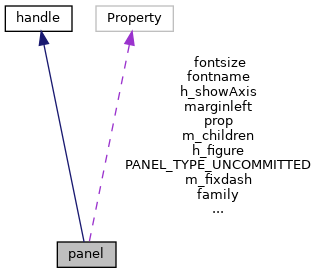 handle
Property
fontsize
fontname
h_showAxis
marginleft
prop
m_children
h_figure
PANEL_TYPE_UNCOMMITTED
m_fixdash
family
...
panel